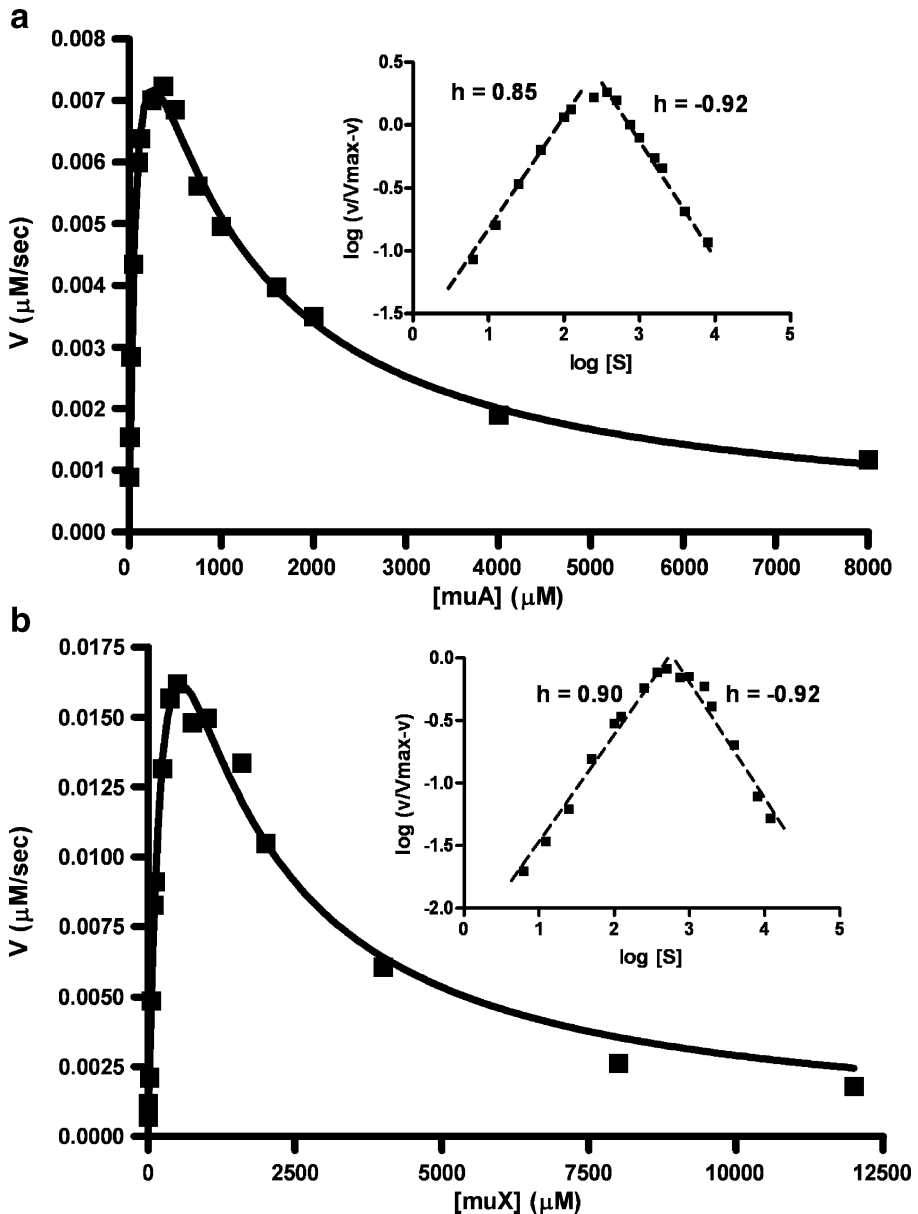 a
0.008
0.007
0.006
0.005
0.004
0.003
0.002
0.001
0.000
V (μM/sec)
0 1000 2000 3000 4000 5000 6000 7000 8000
[muA] (μM)
0.5
0.0
-0.5
-1.0
-1.5
log (v/Vmax-v)
h = 0.85
h = -0.92
0 1 2 3 4 5
log [S]
b
0.0175
0.0150
0.0125
0.0100
0.0075
0.0050
0.0025
0.0000
V (μM/sec)
0 2500 5000 7500 10000 12500
[muX] (μM)
0.0
-0.5
-1.0
-1.5
-2.0
log (v/Vmax-v)
h = 0.90
h = -0.92
0 1 2 3 4 5
log [S]